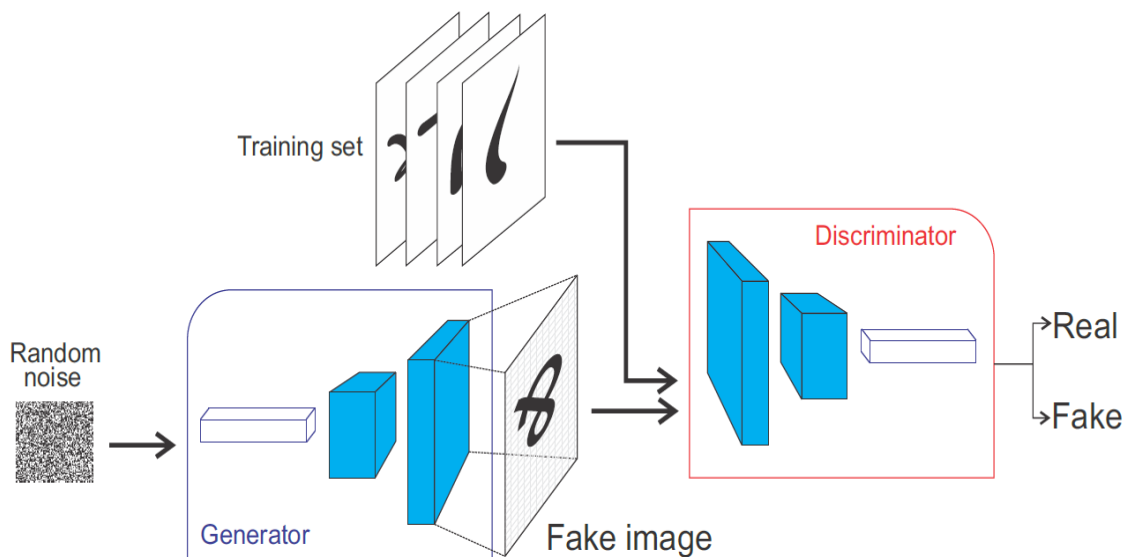 Training set
Discriminator
Real
Random
noise
Fake
Generator
Fake image